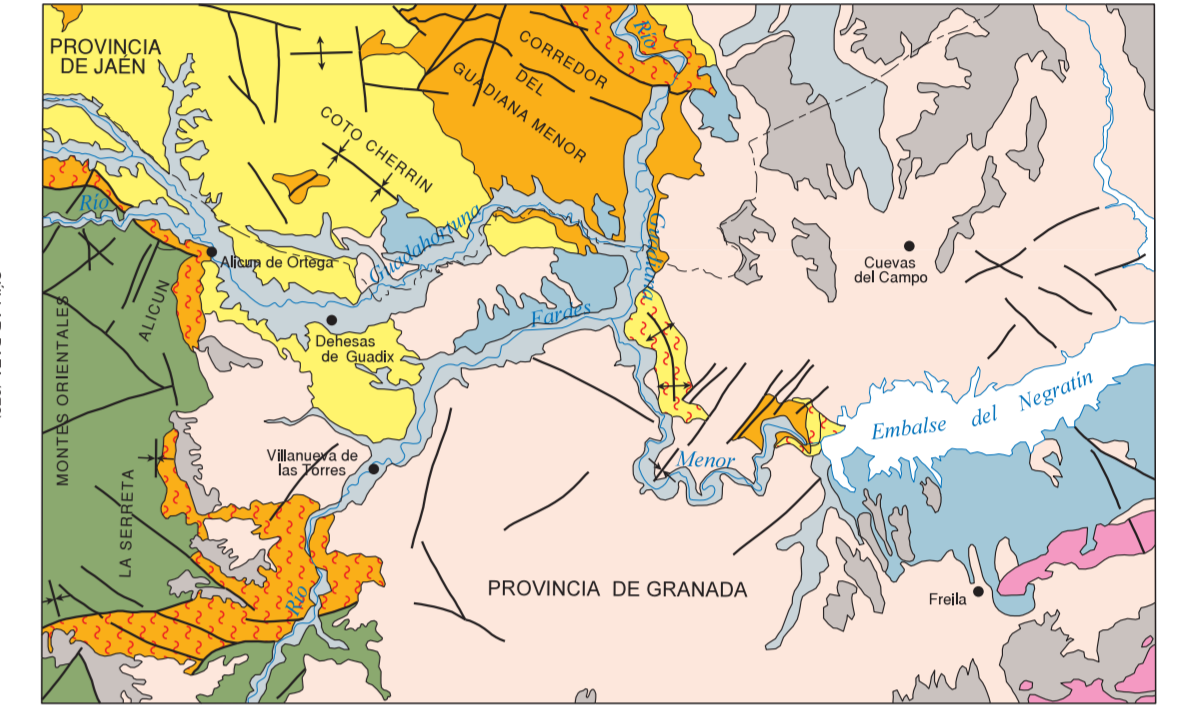 PROVINCIA
DE JAÉN
CORREDOR
DEL
GUADIANA MENOR
Río
COTO CHERRIN
Río
Guadahortuna
Guadiana
Alicun de Ortega
Cuevas
del Campo
ALICUN
MONTES ORIENTALES
Fardes
Dehesas
de Guadix
Embalse del Negratín
Villanueva de
las Torres
Menor
LA SERRETA
PROVINCIA DE GRANADA
Río
Freila